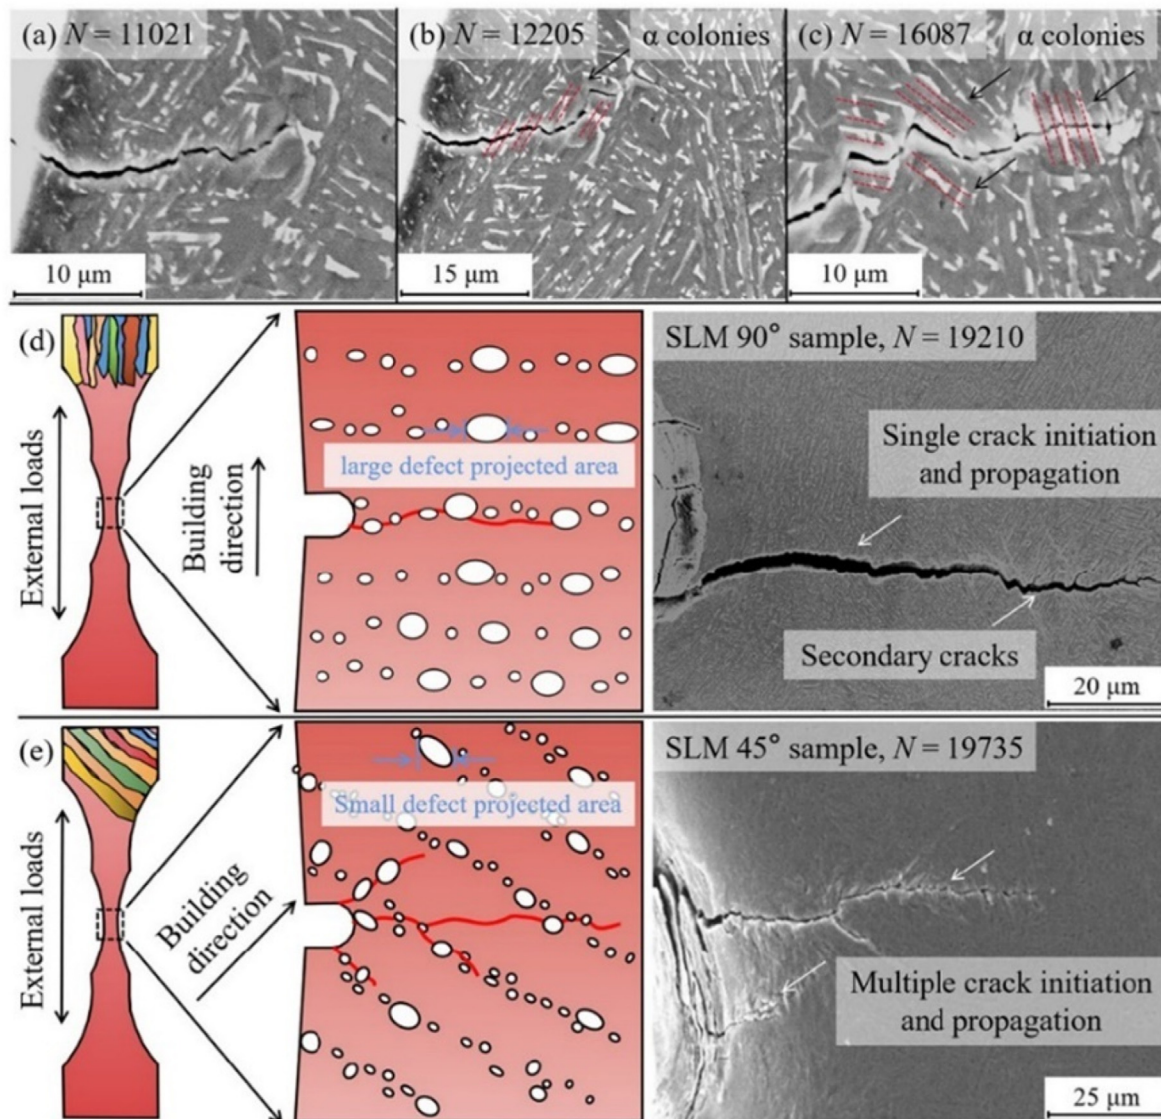 (a) N = 11021
10 μm
(b) N = 12205
α colonies
15 μm
(c) N = 16087
α colonies
10 μm
(d)
External loads
Building
direction
large defect projected area
SLM 90° sample, N = 19210
Single crack initiation
and propagation
Secondary cracks
20 μm
(e)
External loads
Building
direction
Small defect projected area
SLM 45° sample, N = 19735
Multiple crack initiation
and propagation
25 μm